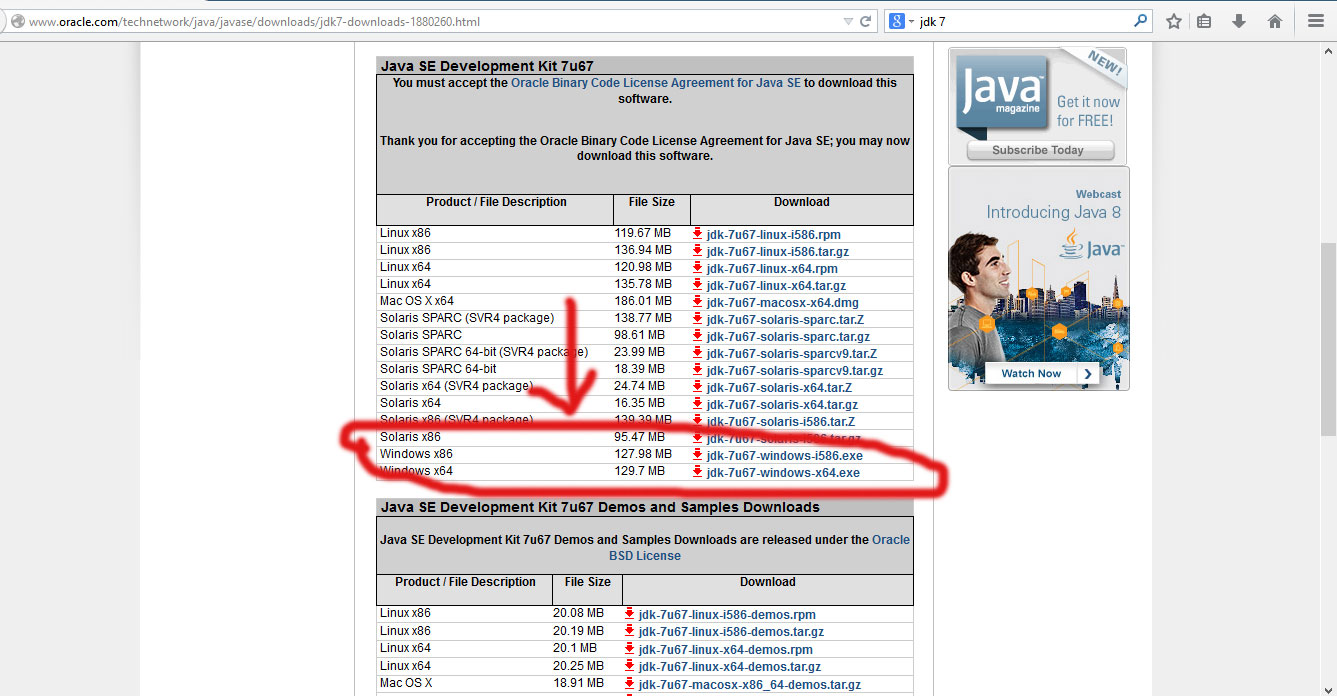 www.oracle.com/technetwork/java/javase/downloads/jdk7-downloads-1880260.html
8 jdk 7
Java SE Development Kit 7u67
You must accept the Oracle Binary Code License Agreement for Java SE to download this
software.
Thank you for accepting the Oracle Binary Code License Agreement for Java SE; you may now
download this software.
Product / File Description File Size Download
Linux x86 119.67 MB jdk-7u67-linux-i586.rpm
Linux x86 136.94 MB jdk-7u67-linux-i586.tar.gz
Linux x64 120.98 MB jdk-7u67-linux-x64.rpm
Linux x64 135.78 MB jdk-7u67-linux-x64.tar.gz
Mac OS X x64 186.01 MB jdk-7u67-macosx-x64.dmg
Solaris SPARC (SVR4 package) 138.77 MB jdk-7u67-solaris-sparc.tar.Z
Solaris SPARC 98.61 MB jdk-7u67-solaris-sparc.tar.gz
Solaris SPARC 64-bit (SVR4 package) 23.99 MB jdk-7u67-solaris-sparcv9.tar.Z
Solaris SPARC 64-bit 18.39 MB jdk-7u67-solaris-sparcv9.tar.gz
Solaris x64 (SVR4 package) 24.74 MB jdk-7u67-solaris-x64.tar.Z
Solaris x64 16.35 MB jdk-7u67-solaris-x64.tar.gz
Solaris x86 (SVR4 package) 139.39 MB jdk-7u67-solaris-i586.tar.Z
Solaris x86 95.47 MB jdk-7u67-solaris-i586.tar.gz
Windows x86 127.98 MB jdk-7u67-windows-i586.exe
Windows x64 129.7 MB jdk-7u67-windows-x64.exe
Java SE Development Kit 7u67 Demos and Samples Downloads
Java SE Development Kit 7u67 Demos and Samples Downloads are released under the Oracle
BSD License
Product / File Description File Size Download
Linux x86 20.08 MB jdk-7u67-linux-i586-demos.rpm
Linux x86 20.19 MB jdk-7u67-linux-i586-demos.tar.gz
Linux x64 20.1 MB jdk-7u67-linux-x64-demos.rpm
Linux x64 20.25 MB jdk-7u67-linux-x64-demos.tar.gz
Mac OS X 18.91 MB jdk-7u67-macosx-x86_64-demos.tar.gz
NEW!
Java
magazine
Get it now
for FREE!
Subscribe Today
Webcast
Introducing Java 8
Java
Watch Now